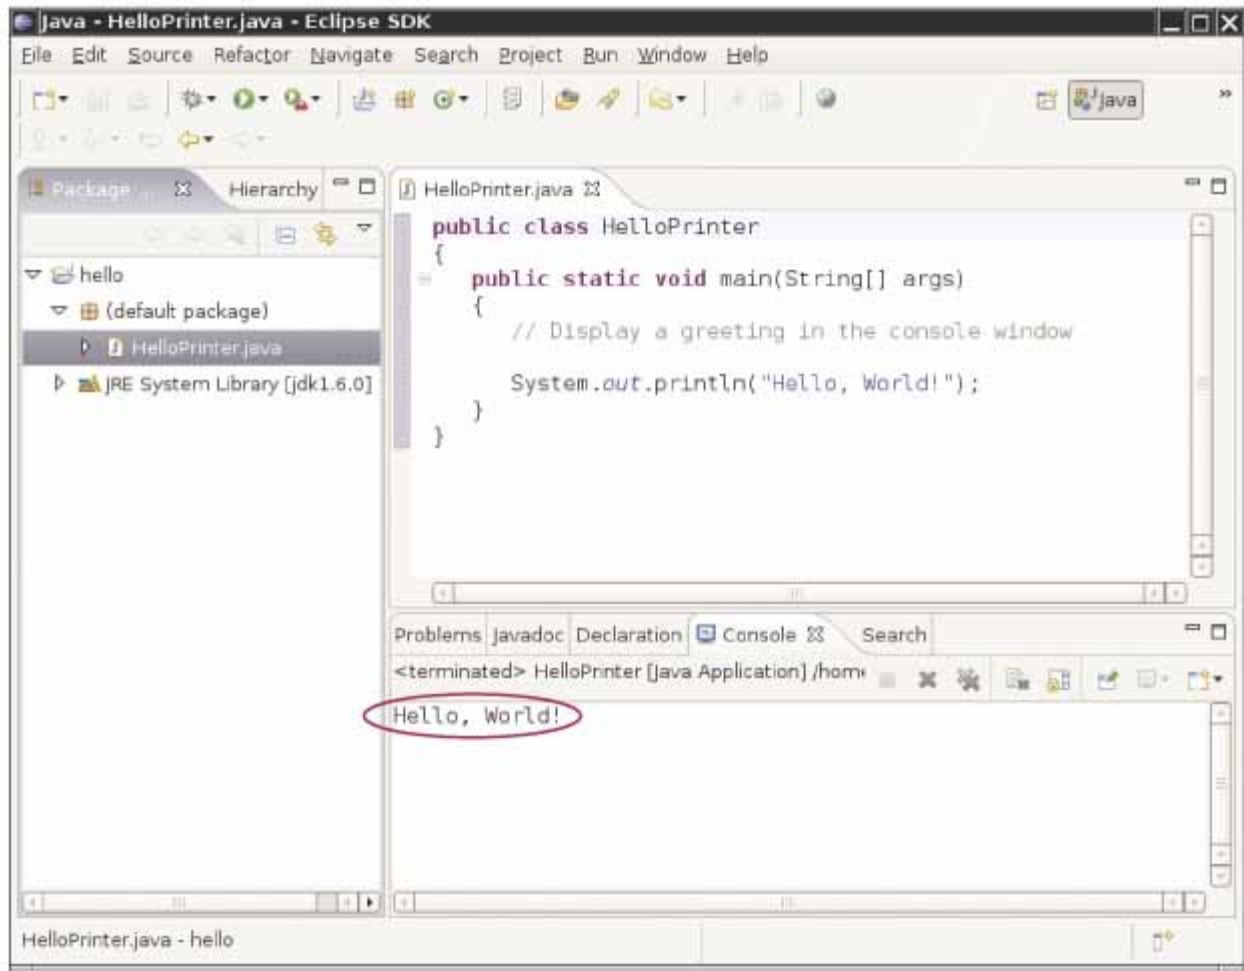 Java - HelloPrinter.java - Eclipse SDK
File Edit Source Refactor Navigate Search Project Run Window Help
Java
Package ... Hierarchy
hello
(default package)
HelloPrinter.java
JRE System Library [jdk1.6.0]
HelloPrinter.java
public class HelloPrinter
{
public static void main(String[] args)
{
// Display a greeting in the console window
System.out.println("Hello, World!");
}
}
Problems Javadoc Declaration Console Search
<terminated> HelloPrinter [Java Application] /home
Hello, World!
HelloPrinter.java - hello